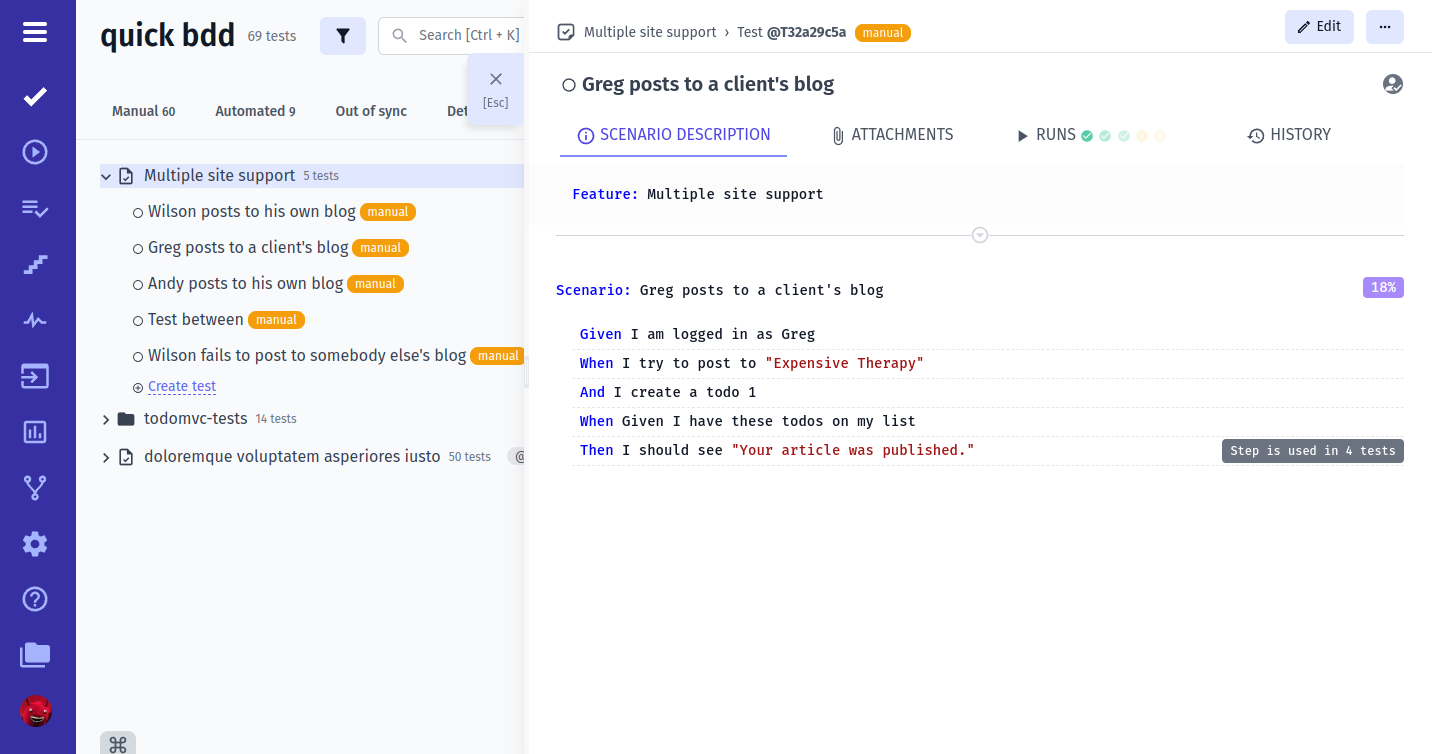 quick bdd 69 tests
Search [Ctrl + K]
[Esc]
Manual 60 Automated 9 Out of sync
Multiple site support 5 tests
Wilson posts to his own blog manual
Greg posts to a client's blog manual
Andy posts to his own blog manual
Test between manual
Wilson fails to post to somebody else's blog manual
Create test
todomvc-tests 14 tests
doloremque voluptatem asperiores iusto 50 tests @
Multiple site support › Test @T32a29c5a manual
Edit
...
Greg posts to a client's blog
SCENARIO DESCRIPTION ATTACHMENTS RUNS HISTORY
Feature: Multiple site support
Scenario: Greg posts to a client's blog 18%
Given I am logged in as Greg
When I try to post to "Expensive Therapy"
And I create a todo 1
When Given I have these todos on my list
Then I should see "Your article was published." Step is used in 4 tests